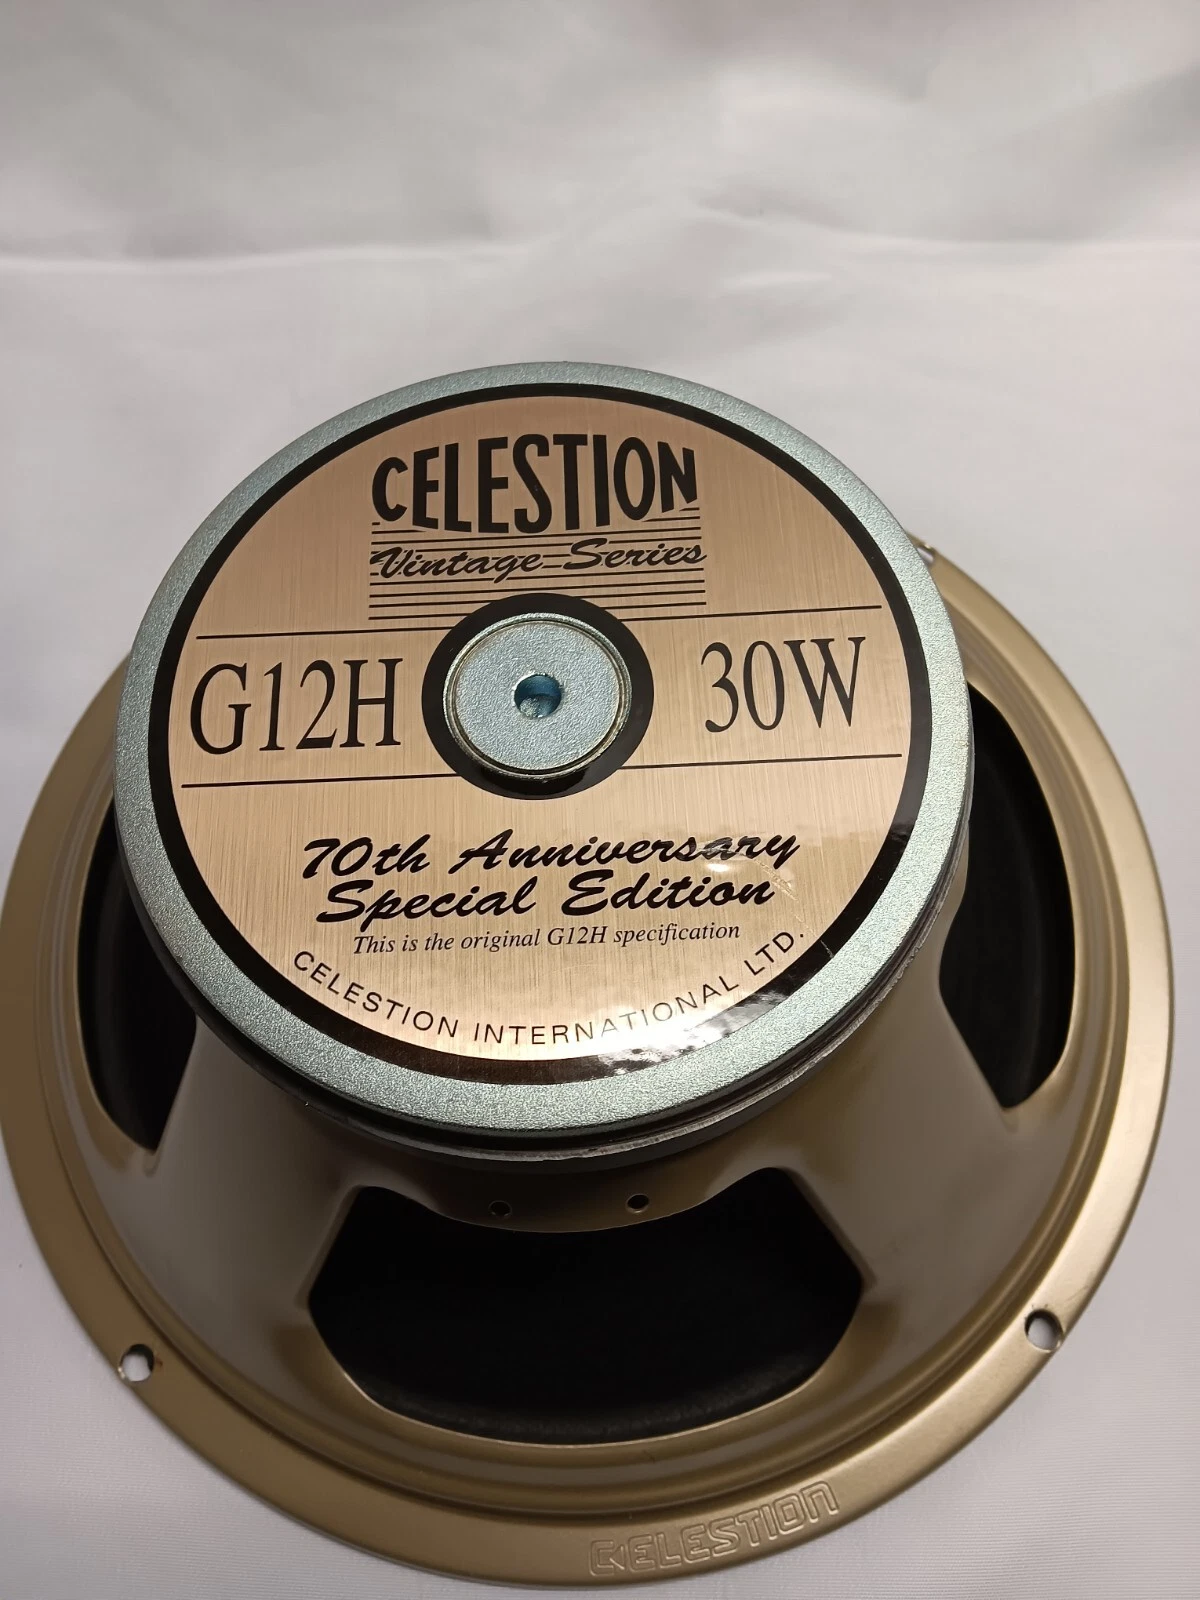 CELESTION
Vintage Series
G12H 30W
70th Anniversary
Special Edition
This is the original G12H specification
CELESTION INTERNATIONAL LTD.
CELESTION